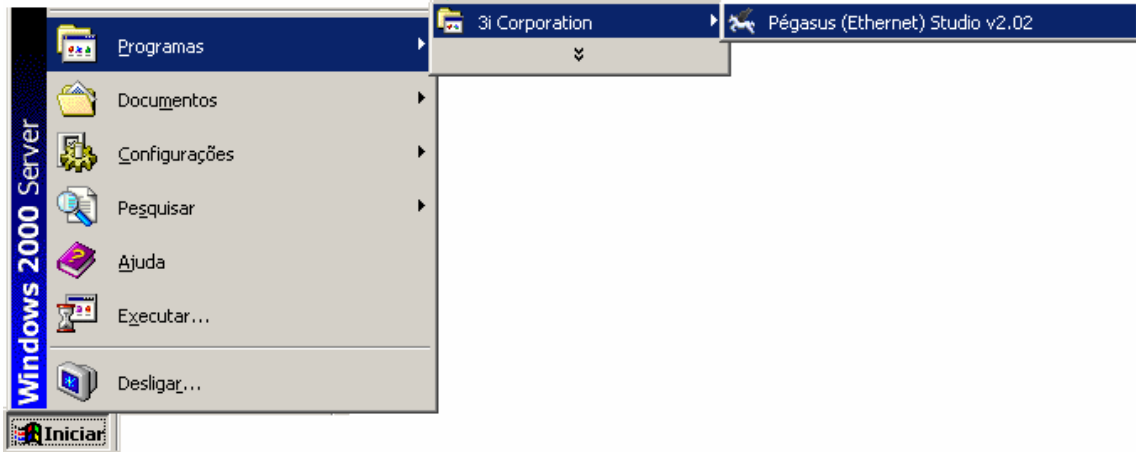 3i Corporation
Pégasus (Ethernet) Studio v2.02
Programas
Documentos
Configurações
Pesquisar
Ajuda
Executar...
Desligar...
Windows 2000 Server
Iniciar